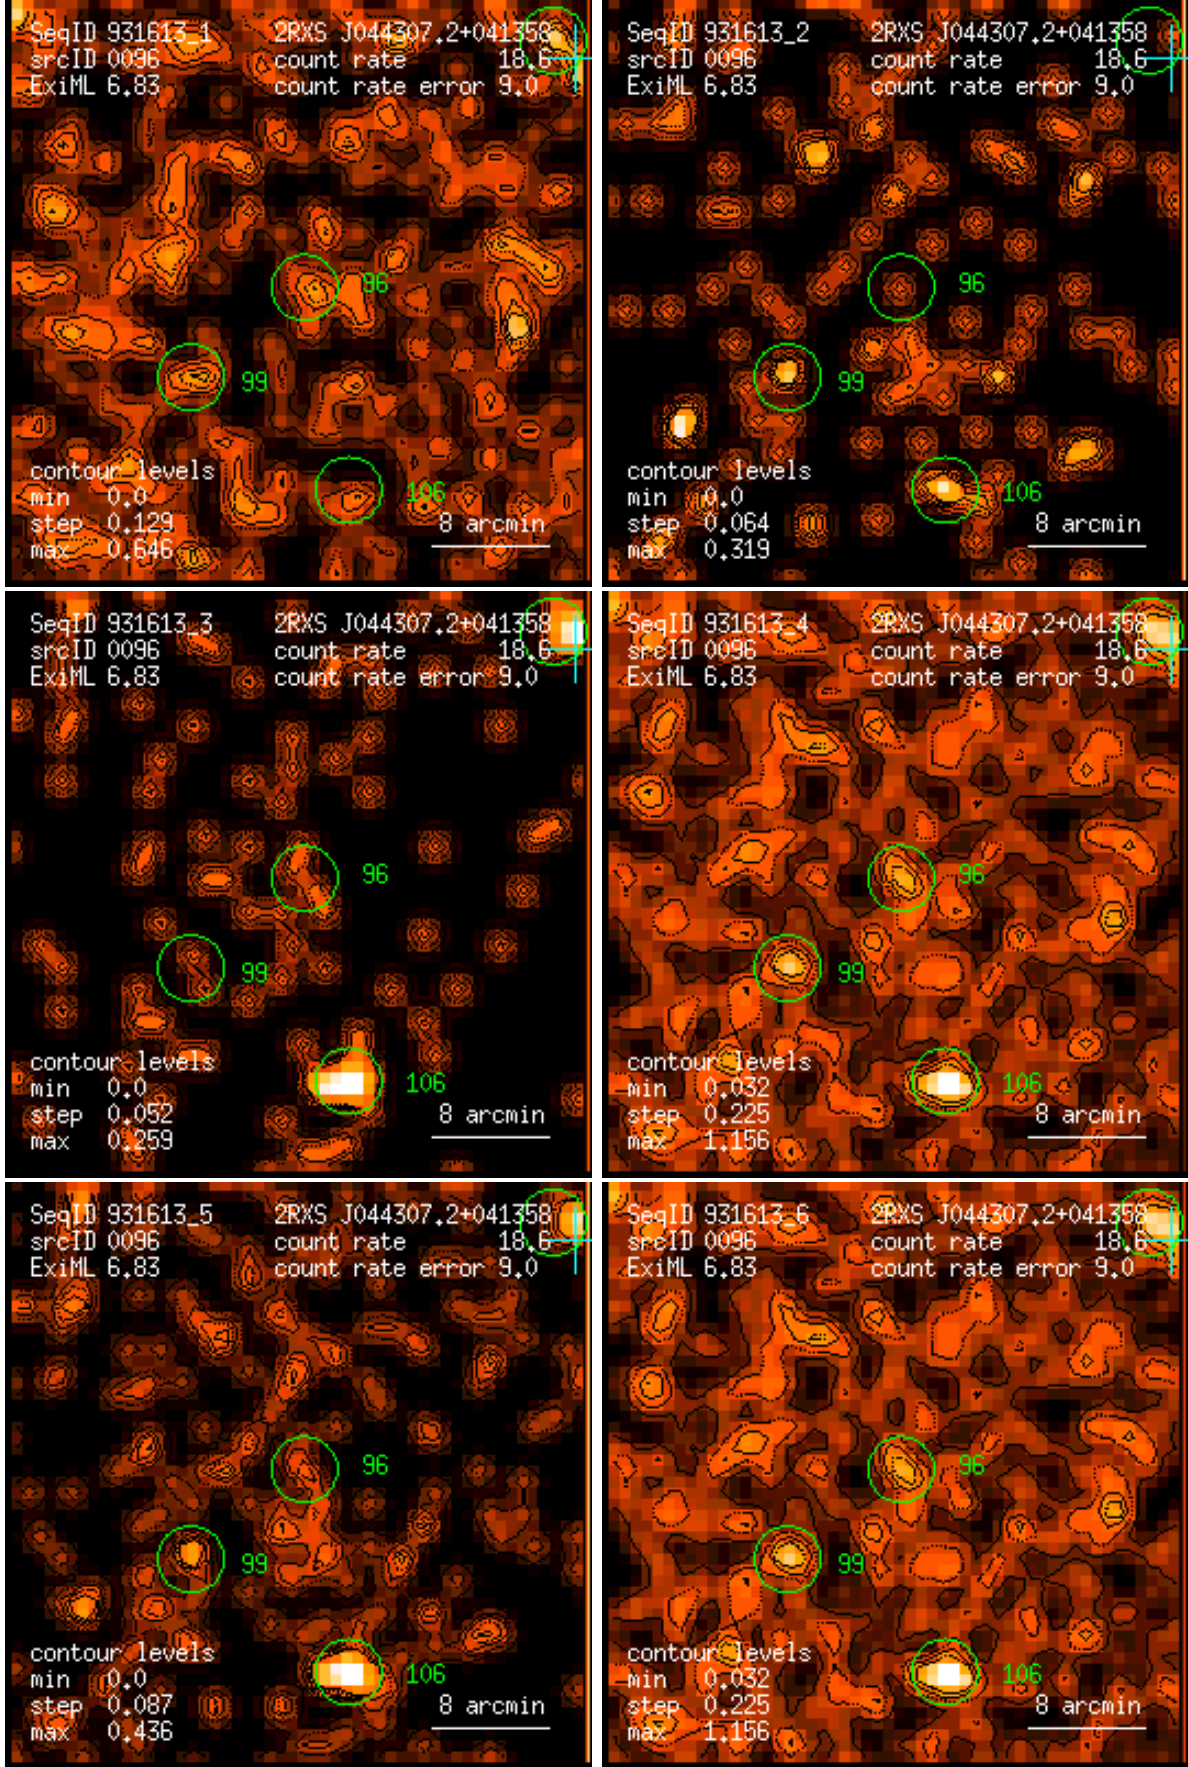 SeqID 931613_1 2RXS J044307.2+041358
srcID 0096 count rate 18.6
ExiML 6.83 count rate error 9.0
96
99
contour levels
min 0.0 106
step 0.129 8 arcmin
max 0.646
SeqID 931613_2 2RXS J044307.2+041358
srcID 0096 count rate 18.6
ExiML 6.83 count rate error 9.0
96
99
contour levels
min 0.0 106
step 0.064 8 arcmin
max 0.319
SeqID 931613_3 2RXS J044307.2+041358
srcID 0096 count rate 18.6
ExiML 6.83 count rate error 9.0
96
99
contour levels
min 0.0 106
step 0.052 8 arcmin
max 0.259
SeqID 931613_4 2RXS J044307.2+041358
srcID 0096 count rate 18.6
ExiML 6.83 count rate error 9.0
96
99
contour levels
min 0.032 106
step 0.225 8 arcmin
max 1.156
SeqID 931613_5 2RXS J044307.2+041358
srcID 0096 count rate 18.6
ExiML 6.83 count rate error 9.0
96
99
contour levels
min 0.0 106
step 0.087 8 arcmin
max 0.436
SeqID 931613_6 2RXS J044307.2+041358
srcID 0096 count rate 18.6
ExiML 6.83 count rate error 9.0
96
99
contour levels
min 0.032 106
step 0.225 8 arcmin
max 1.156